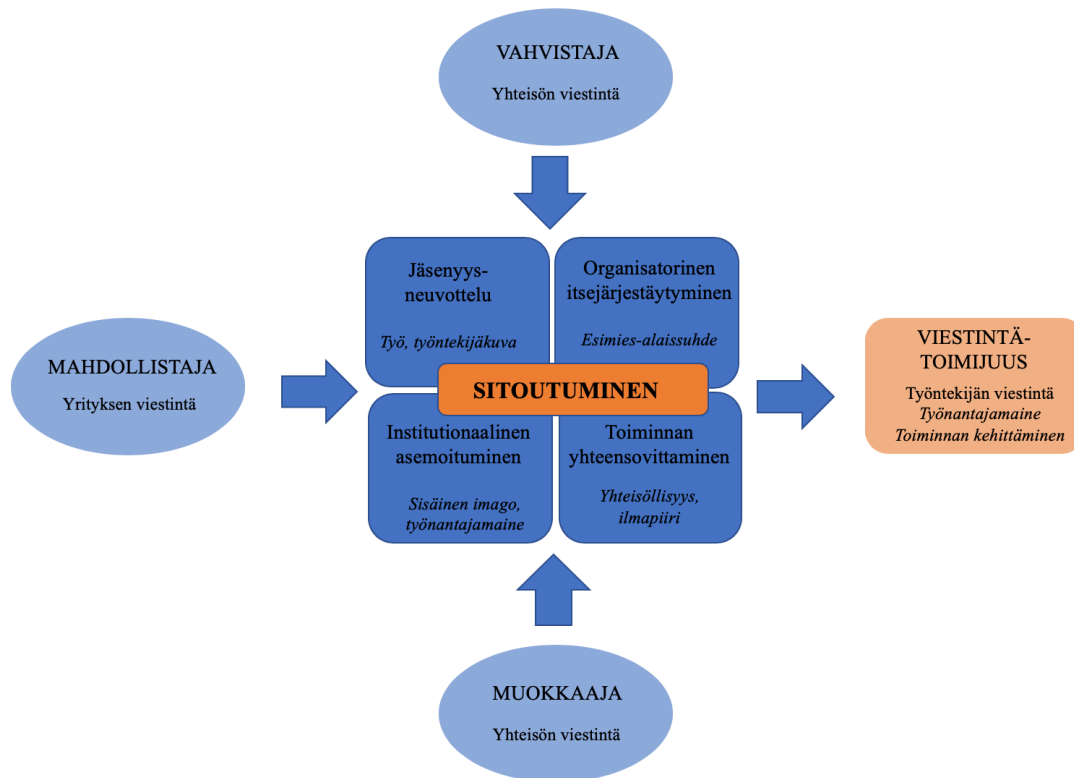 VAHVISTAJA
Yhteisön viestintä
Jäsenyys-
neuvottelu
Työ, työntekijäkuva
Organisatorinen
itsejärjestäytyminen
Esimies-alaissuhde
MAHDOLLISTAJA
Yrityksen viestintä
SITOUTUMINEN
VIESTINTÄ-
TOIMIJUUS
Työntekijän viestintä
Työnantajamaine
Toiminnan kehittäminen
Institutionaalinen
asemoituminen
Sisäinen imago,
työnantajamaine
Toiminnan
yhteensovittaminen
Yhteisöllisyys,
ilmapiiri
MUOKKAAJA
Yhteisön viestintä